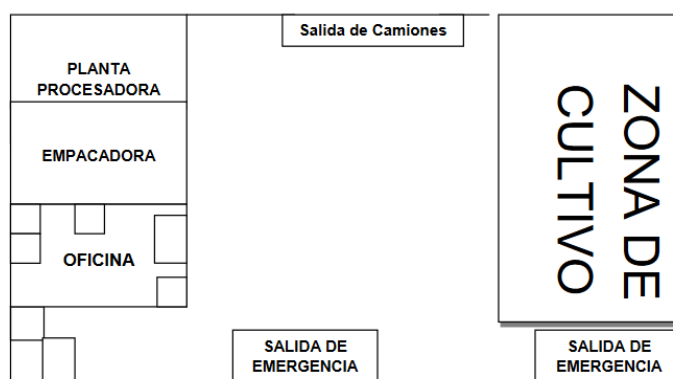 Salida de Camiones
PLANTA
PROCESADORA
EMPACADORA
OFICINA
ZONA DE
CULTIVO
SALIDA DE
EMERGENCIA
SALIDA DE
EMERGENCIA